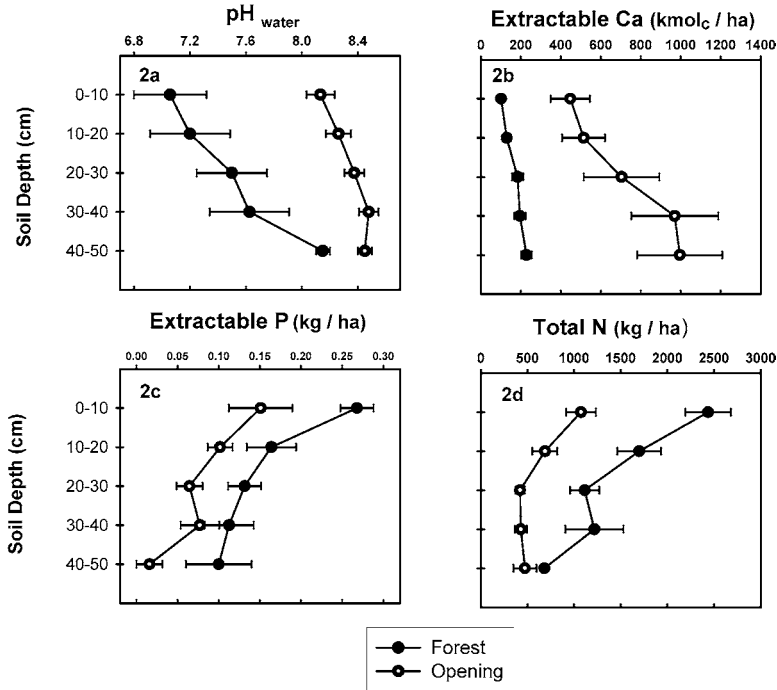 pH water
6.8 7.2 7.6 8.0 8.4
2a
Soil Depth (cm)
0-10
10-20
20-30
30-40
40-50
Extractable Ca (kmolc / ha)
0 200 400 600 800 1000 1200 1400
2b
Extractable P (kg / ha)
0.00 0.05 0.10 0.15 0.20 0.25 0.30
2c
Soil Depth (cm)
0-10
10-20
20-30
30-40
40-50
Total N (kg / ha)
0 500 1000 1500 2000 2500 3000
2d
Forest
Opening